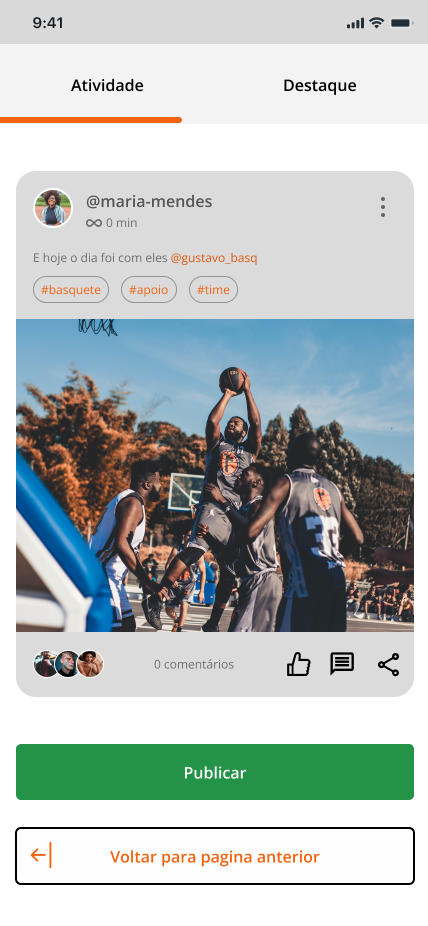 9:41
Atividade
Destaque
@maria-mendes
0 min
E hoje o dia foi com eles @gustavo_basq
#basquete #apoio #time
33
0 comentários
Publicar
Voltar para pagina anterior